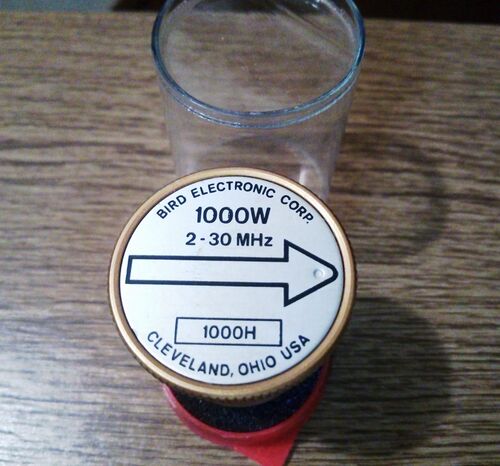 BIRD ELECTRONIC CORP.
1000W
2-30 MHz
1000H
CLEVELAND, OHIO USA